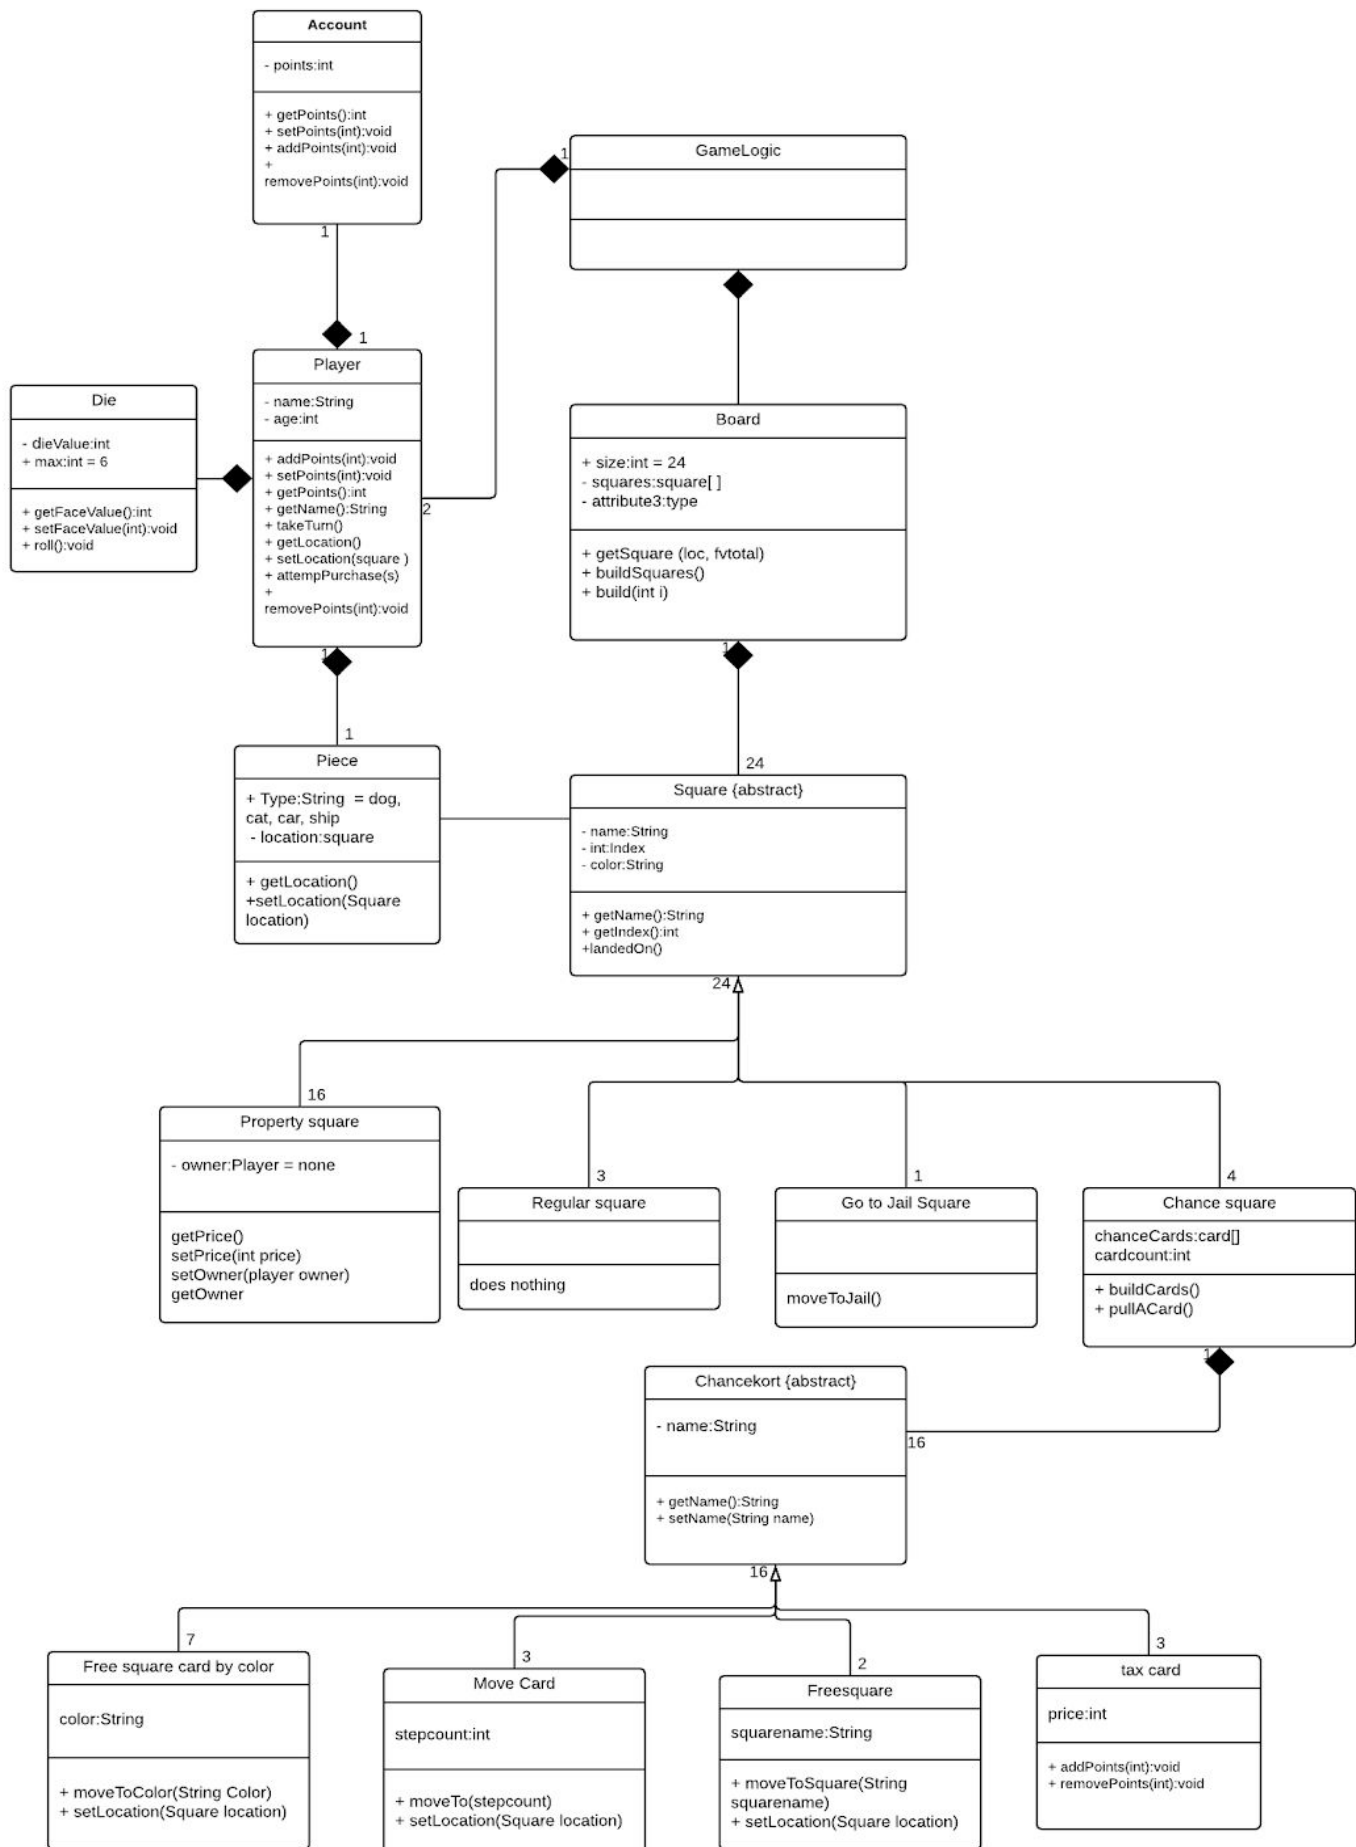 Account
- points:int
+ getPoints():int
+ setPoints(int):void
+ addPoints(int):void
+
removePoints(int):void
1
1
GameLogic
1
2
Player
- name:String
- age:int
+ addPoints(int):void
+ setPoints(int):void
+ getPoints():int
+ getName():String
+ takeTurn()
+ getLocation()
+ setLocation(square )
+ attempPurchase(s)
+
removePoints(int):void
1
1
Die
- dieValue:int
+ max:int = 6
+ getFaceValue():int
+ setFaceValue(int):void
+ roll():void
Board
+ size:int = 24
- squares:square[ ]
- attribute3:type
+ getSquare (loc, fvtotal)
+ buildSquares()
+ build(int i)
1
24
Piece
+ Type:String = dog,
cat, car, ship
- location:square
+ getLocation()
+setLocation(Square
location)
Square {abstract}
- name:String
- int:Index
- color:String
+ getName():String
+ getIndex():int
+landedOn()
24
16
Property square
- owner:Player = none
getPrice()
setPrice(int price)
setOwner(player owner)
getOwner
3
Regular square
does nothing
1
Go to Jail Square
moveToJail()
4
Chance square
chanceCards:card[]
cardcount:int
+ buildCards()
+ pullACard()
1
16
Chancekort {abstract}
- name:String
+ getName():String
+ setName(String name)
16
7
Free square card by color
color:String
+ moveToColor(String Color)
+ setLocation(Square location)
3
Move Card
stepcount:int
+ moveTo(stepcount)
+ setLocation(Square location)
2
Freesquare
squarename:String
+ moveToSquare(String
squarename)
+ setLocation(Square location)
3
tax card
price:int
+ addPoints(int):void
+ removePoints(int):void